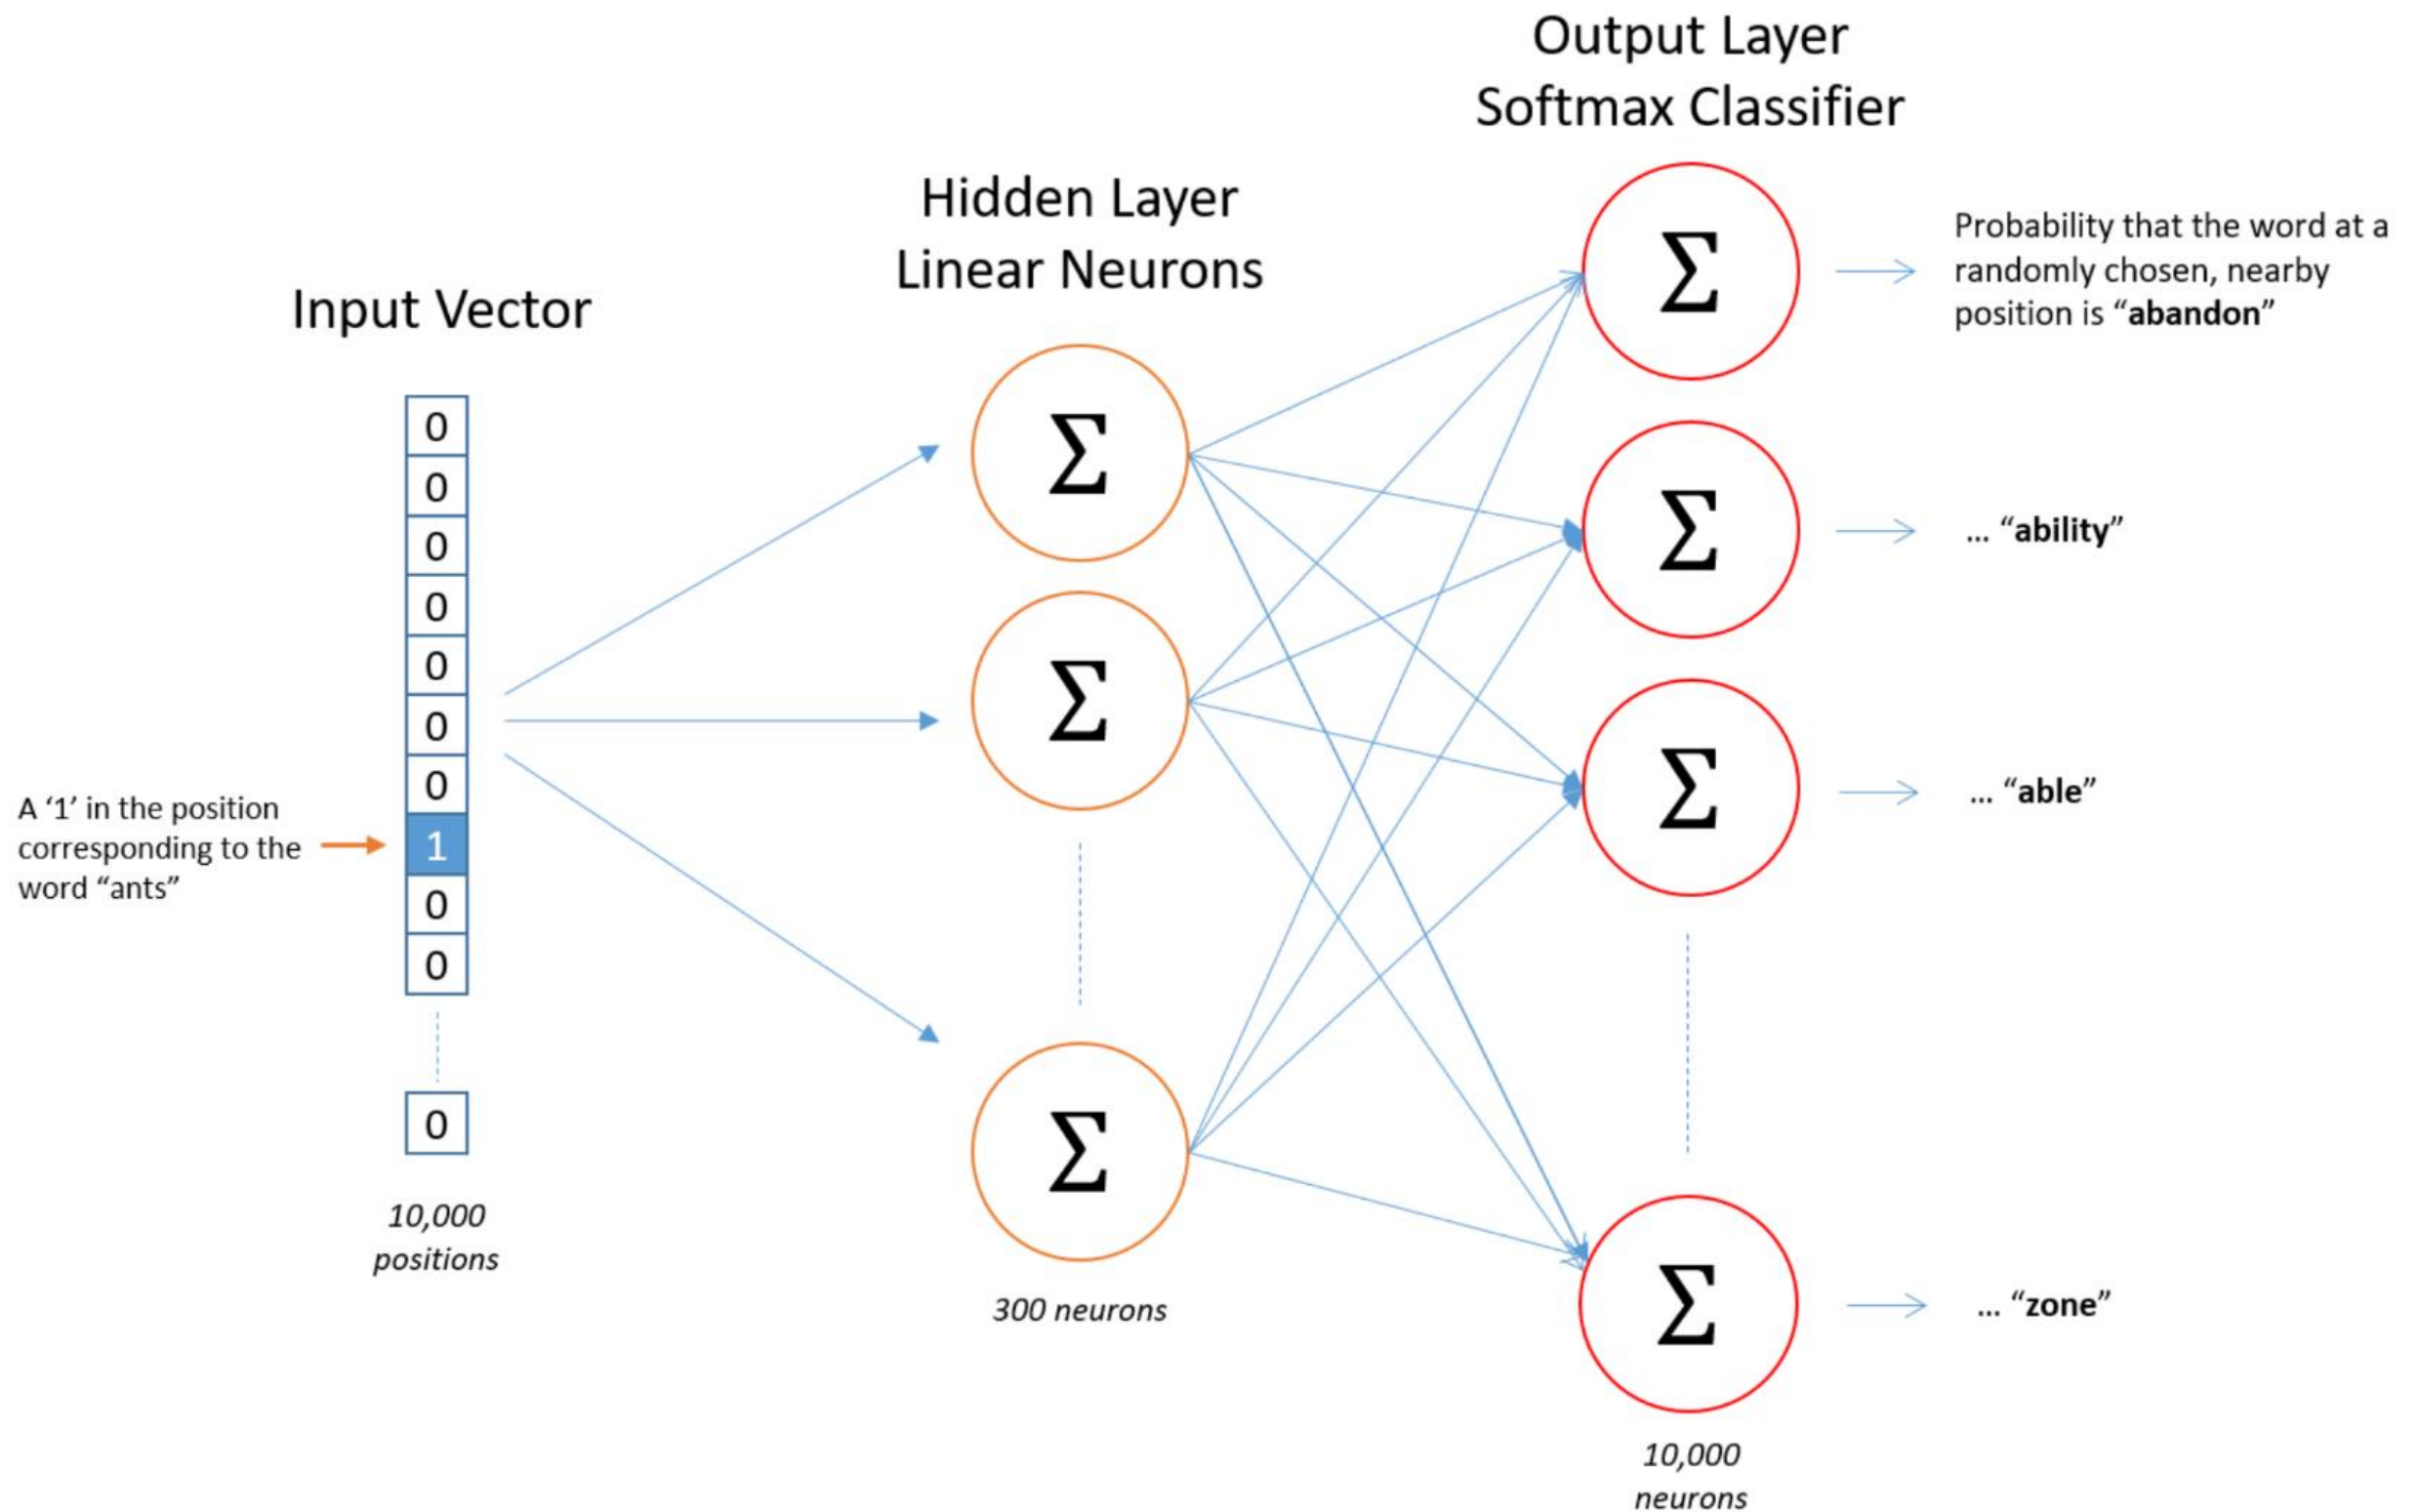 Output Layer
Softmax Classifier
Hidden Layer
Linear Neurons
Input Vector
0
0
0
0
0
0
0
1
0
0
0
A ‘1’ in the position
corresponding to the
word “ants”
10,000
positions
Σ
Σ
Σ
300 neurons
Σ
Probability that the word at a
randomly chosen, nearby
position is “abandon”
Σ
... “ability”
Σ
... “able”
Σ
... “zone”
10,000
neurons